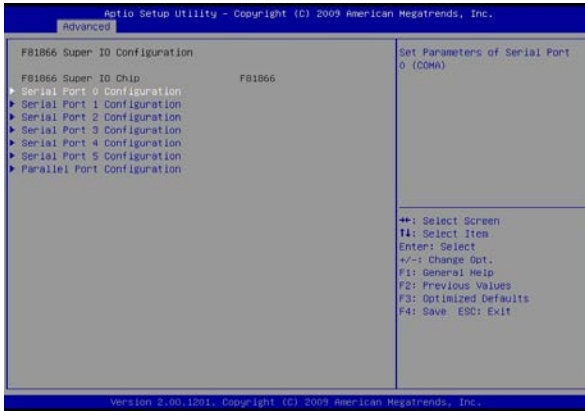 Aptio Setup Utility – Copyright (C) 2009 American Megatrends, Inc.
Advanced
F81866 Super IO Configuration
F81866 Super IO Chip F81866
▶ Serial Port 0 Configuration
▶ Serial Port 1 Configuration
▶ Serial Port 2 Configuration
▶ Serial Port 3 Configuration
▶ Serial Port 4 Configuration
▶ Serial Port 5 Configuration
▶ Parallel Port Configuration
Set Parameters of Serial Port
0 (COMA)
↔: Select Screen
↑↓: Select Item
Enter: Select
+/-: Change Opt.
F1: General Help
F2: Previous Values
F3: Optimized Defaults
F4: Save ESC: Exit
Version 2.00.1201. Copyright (C) 2009 American Megatrends, Inc.